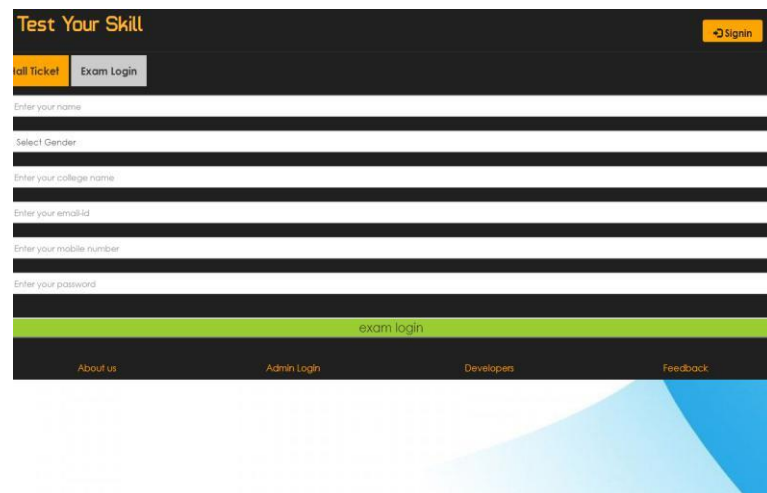 Test Your Skill
Signin
all Ticket
Exam Login
Enter your name
Select Gender
Enter your college name
Enter your email-id
Enter your mobile number
Enter your password
exam login
About us
Admin Login
Developers
Feedback